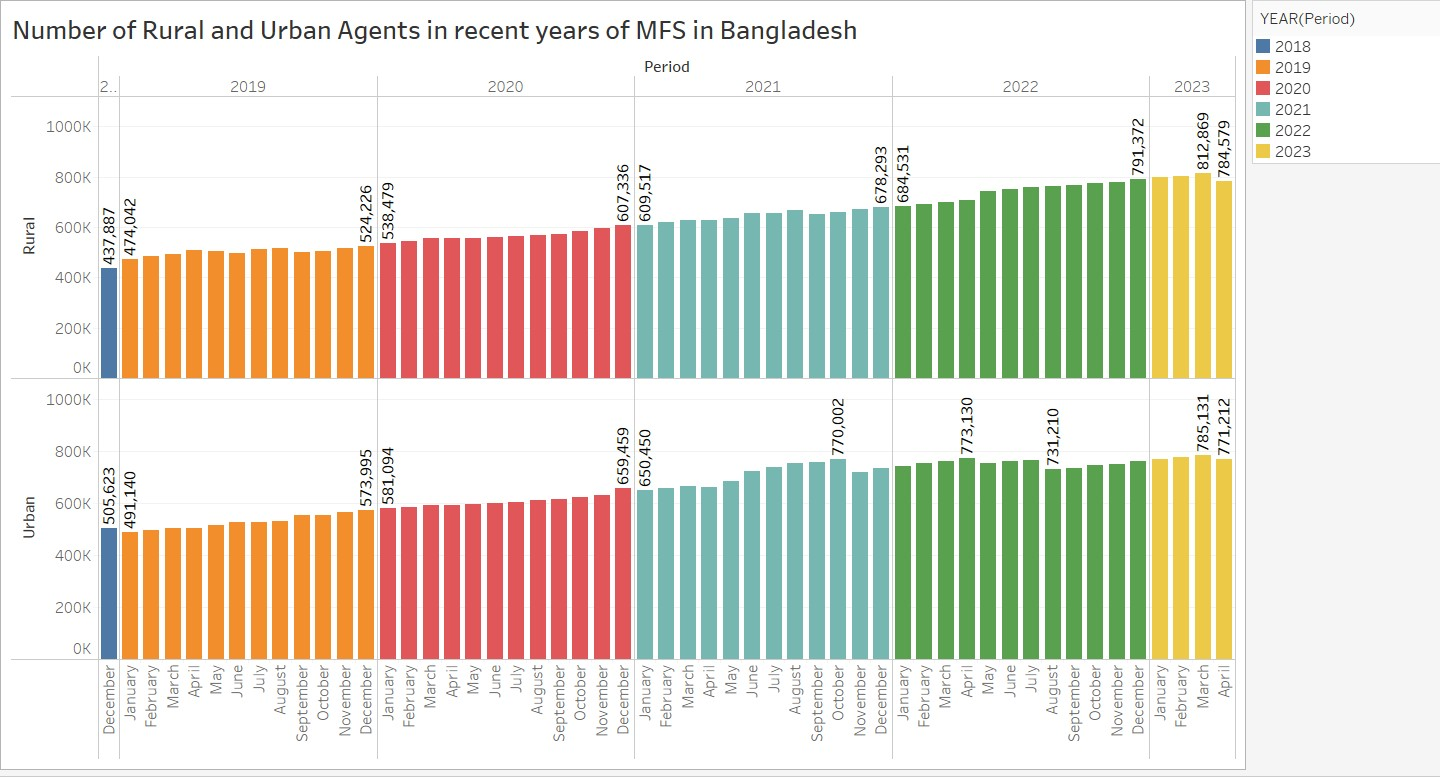 Number of Rural and Urban Agents in recent years of MFS in Bangladesh
Period
2.. 2019 2020 2021 2022 2023
Rural
1000K
800K
600K
400K
200K
0K
437,887
474,042
524,226
538,479
607,336
609,517
678,293
684,531
791,372
812,869
784,579
Urban
1000K
800K
600K
400K
200K
0K
505,623
491,140
573,995
581,094
659,459
650,450
770,002
773,130
731,210
785,131
771,212
December
January
February
March
April
May
June
July
August
September
October
November
December
January
February
March
April
May
June
July
August
September
October
November
December
January
February
March
April
May
June
July
August
September
October
November
December
January
February
March
April
May
June
July
August
September
October
November
December
January
February
March
April
YEAR(Period)
2018
2019
2020
2021
2022
2023